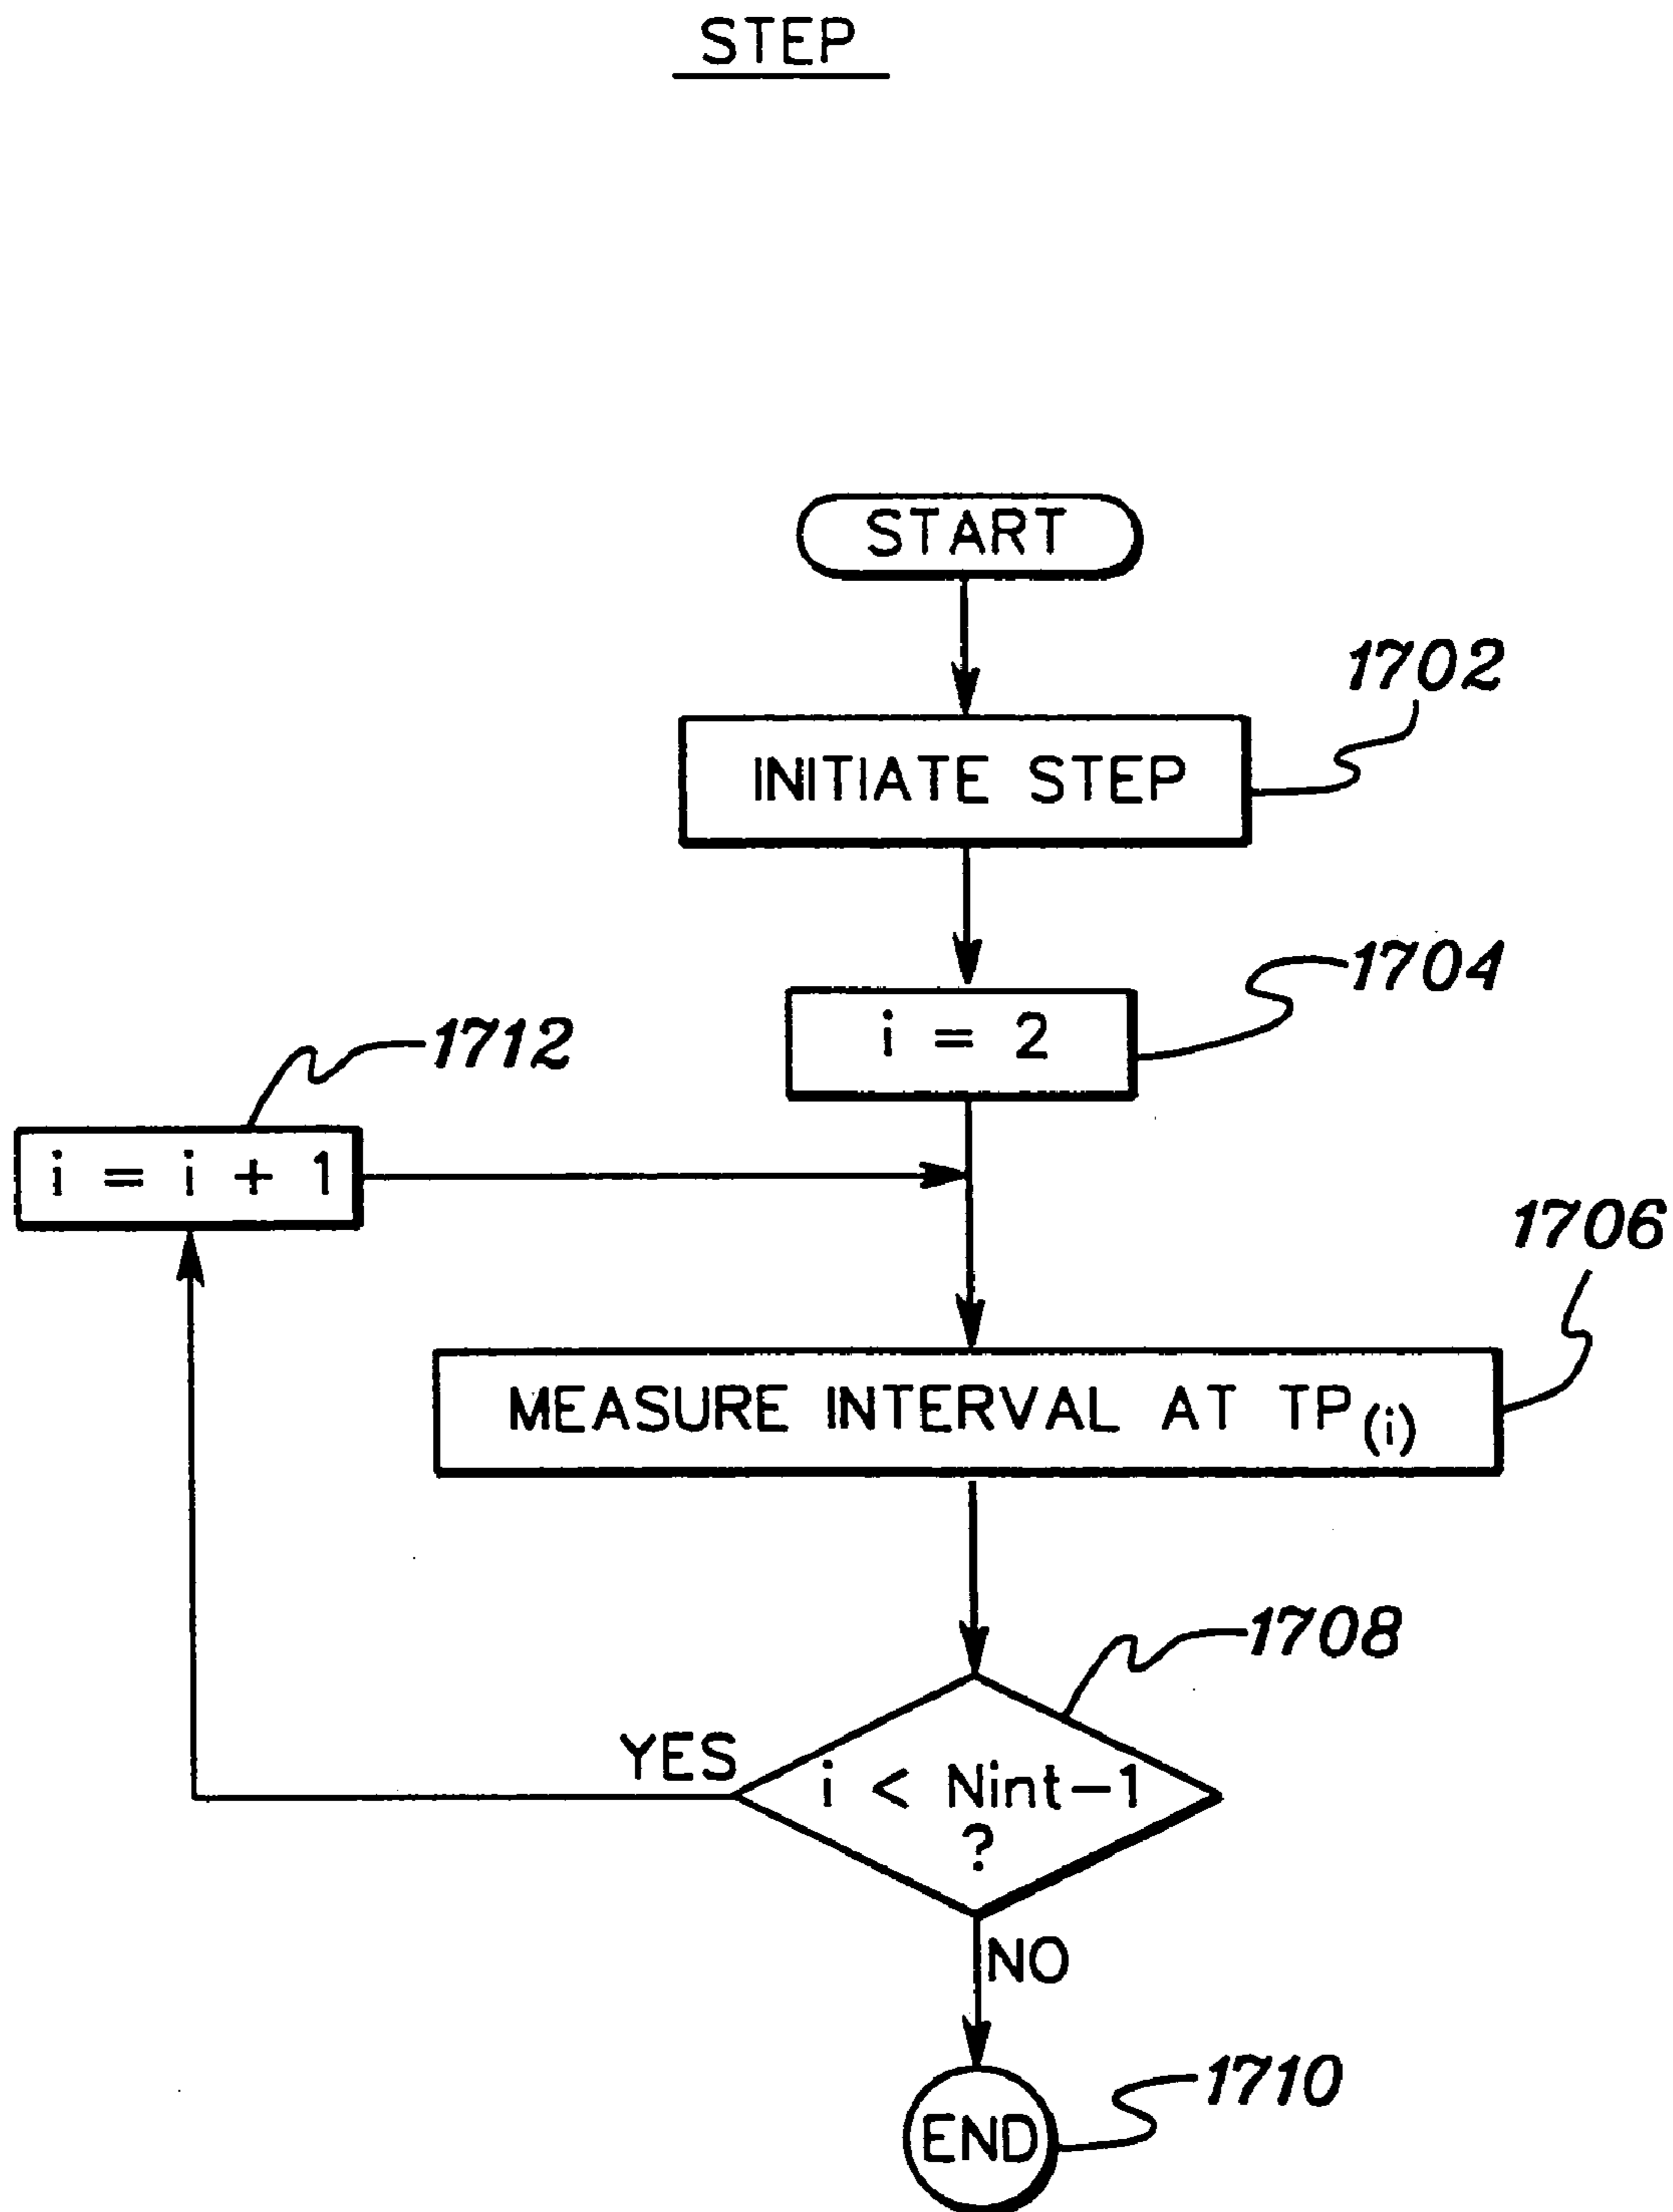 STEP
START
1702
INITIATE STEP
1704
i = 2
1712
i = i + 1
1706
MEASURE INTERVAL AT TP(i)
1708
YES
i < Nint-1
?
NO
1710
END